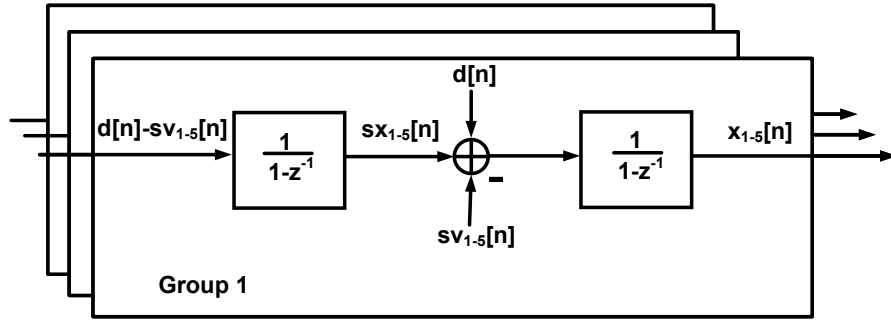 d[n]
d[n]-sv1-5[n]
1
1-z-1
sx1-5[n]
1
1-z-1
x1-5[n]
-
sv1-5[n]
Group 1